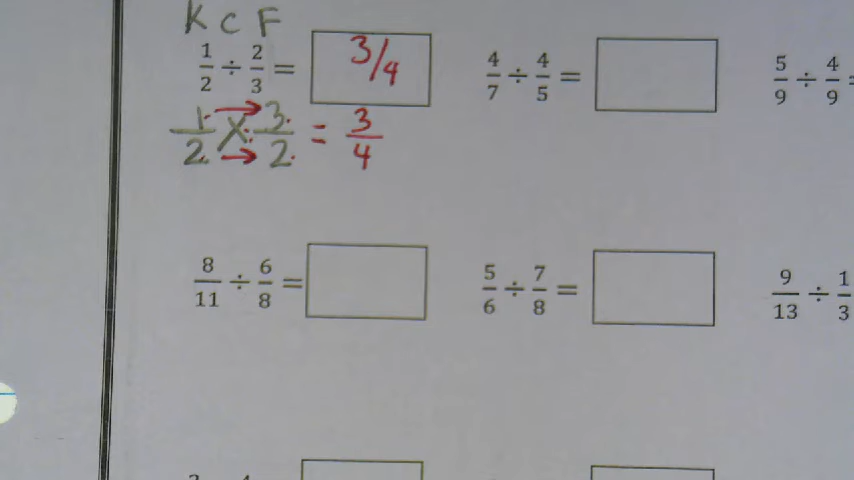 K C F
1/2 ÷ 2/3 = 3/4
4/7 ÷ 4/5 =
5/9 ÷ 4/9 =
1/2 X 3/2 = 3/4
8/11 ÷ 6/8 =
5/6 ÷ 7/8 =
9/13 ÷ 1/3